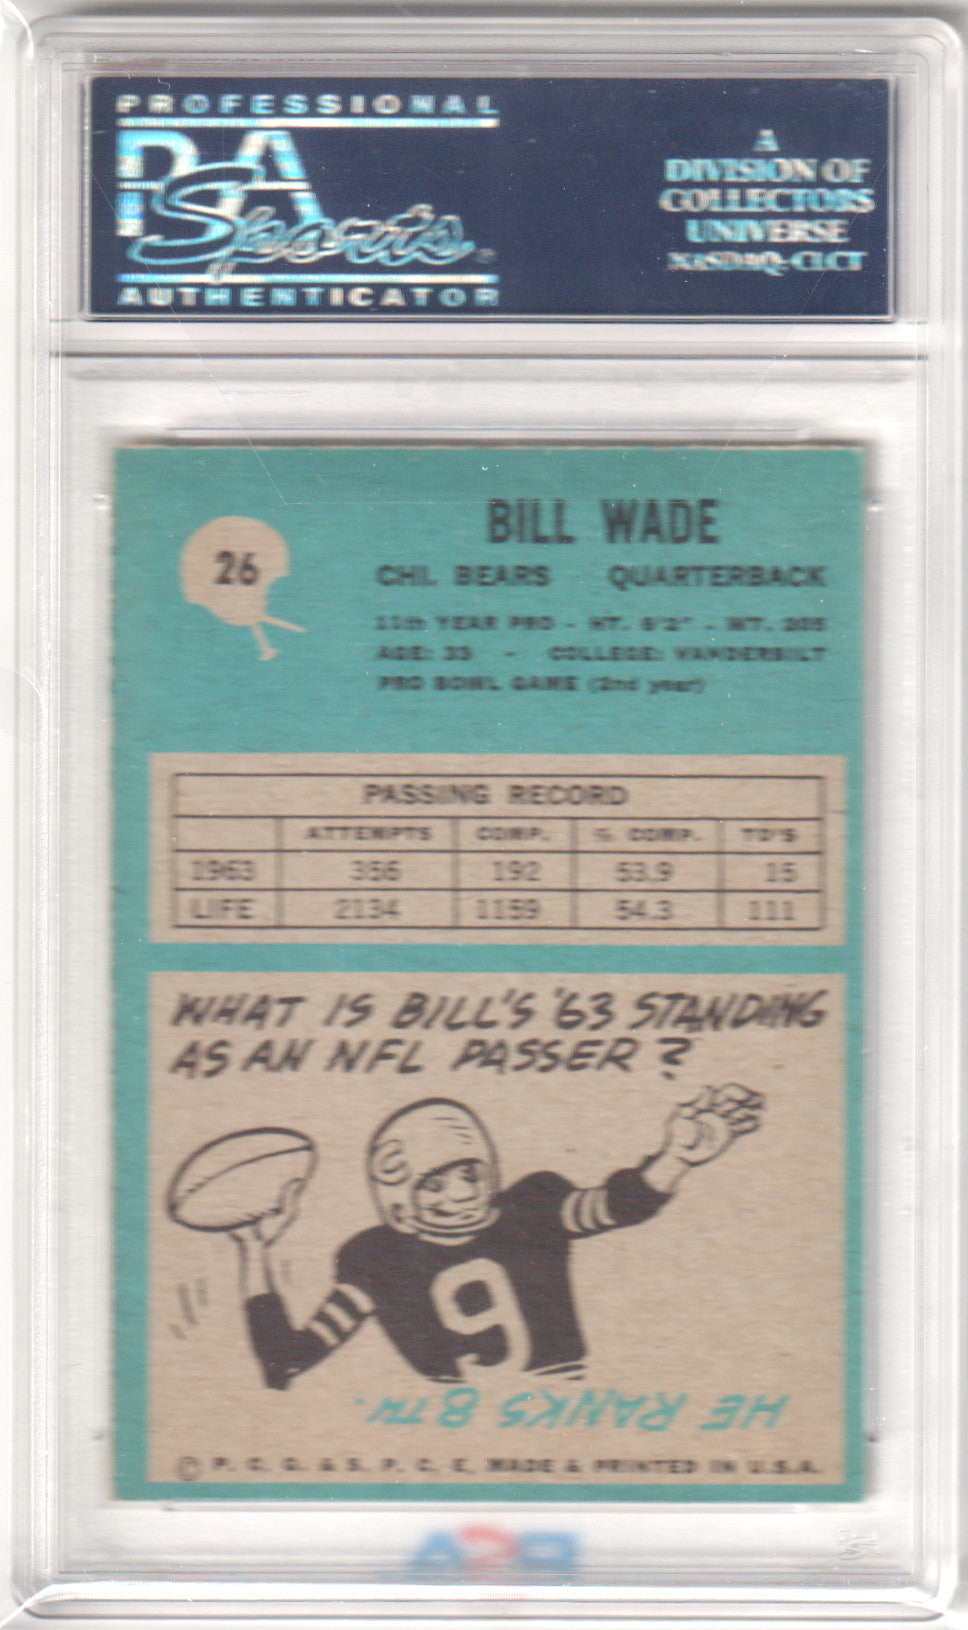 PROFESSIONAL
PSA
Sports
AUTHENTICATOR
A
DIVISION OF
COLLECTORS
UNIVERSE
NASDAQ-CLCT
26
BILL WADE
CHI. BEARS QUARTERBACK
11th YEAR PRO - HT. 6'2" - WT. 205
AGE: 33 - COLLEGE: VANDERBILT
PRO BOWL GAME (2nd year)
PASSING RECORD
ATTEMPTS COMP. % COMP. TD'S
1963 356 192 53.9 15
LIFE 2134 1159 54.3 111
WHAT IS BILL'S '63 STANDING
AS AN NFL PASSER?
9
HE RANKS 8TH.
© P. C. G. & S. P. C. E. MADE & PRINTED IN U.S.A.
PSA